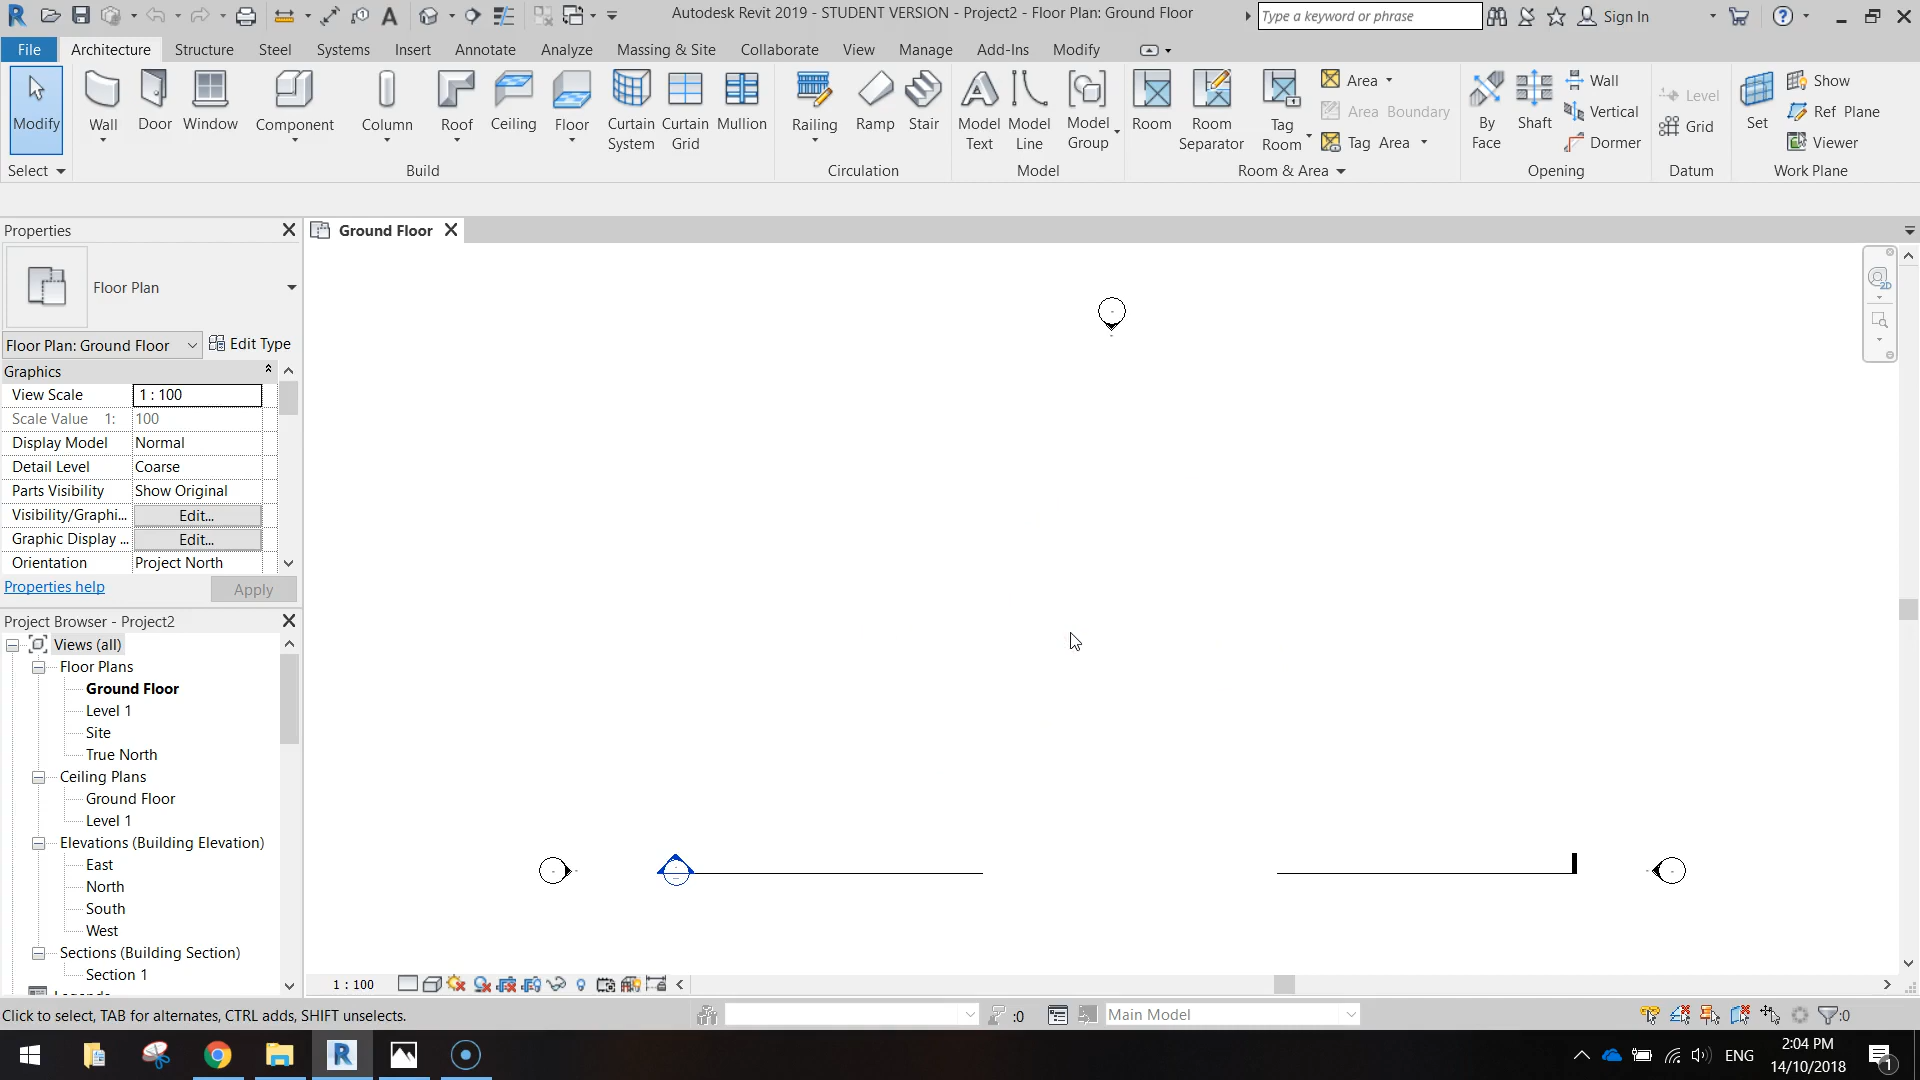 Autodesk Revit 2019 - STUDENT VERSION - Project2 - Floor Plan: Ground Floor
Type a keyword or phrase
Sign In
File Architecture Structure Steel Systems Insert Annotate Analyze Massing & Site Collaborate View Manage Add-Ins Modify
Modify
Wall
Door
Window
Component
Column
Roof
Ceiling
Floor
Curtain
System
Curtain
Grid
Mullion
Railing
Ramp
Stair
Model
Text
Model
Line
Model
Group
Room
Room
Separator
Tag
Room
Area
Area Boundary
Tag Area
By
Face
Shaft
Wall
Vertical
Dormer
Level
Grid
Set
Show
Ref Plane
Viewer
Select
Build
Circulation
Model
Room & Area
Opening
Datum
Work Plane
Properties
Floor Plan
Floor Plan: Ground Floor
Edit Type
Graphics
View Scale 1 : 100
Scale Value 1: 100
Display Model Normal
Detail Level Coarse
Parts Visibility Show Original
Visibility/Graphi... Edit...
Graphic Display ... Edit...
Orientation Project North
Properties help
Apply
Project Browser - Project2
Views (all)
Floor Plans
Ground Floor
Level 1
Site
True North
Ceiling Plans
Ground Floor
Level 1
Elevations (Building Elevation)
East
North
South
West
Sections (Building Section)
Section 1
Ground Floor
2D
1 : 100
Click to select, TAB for alternates, CTRL adds, SHIFT unselects.
:0
Main Model
:0
ENG
2:04 PM
14/10/2018
1